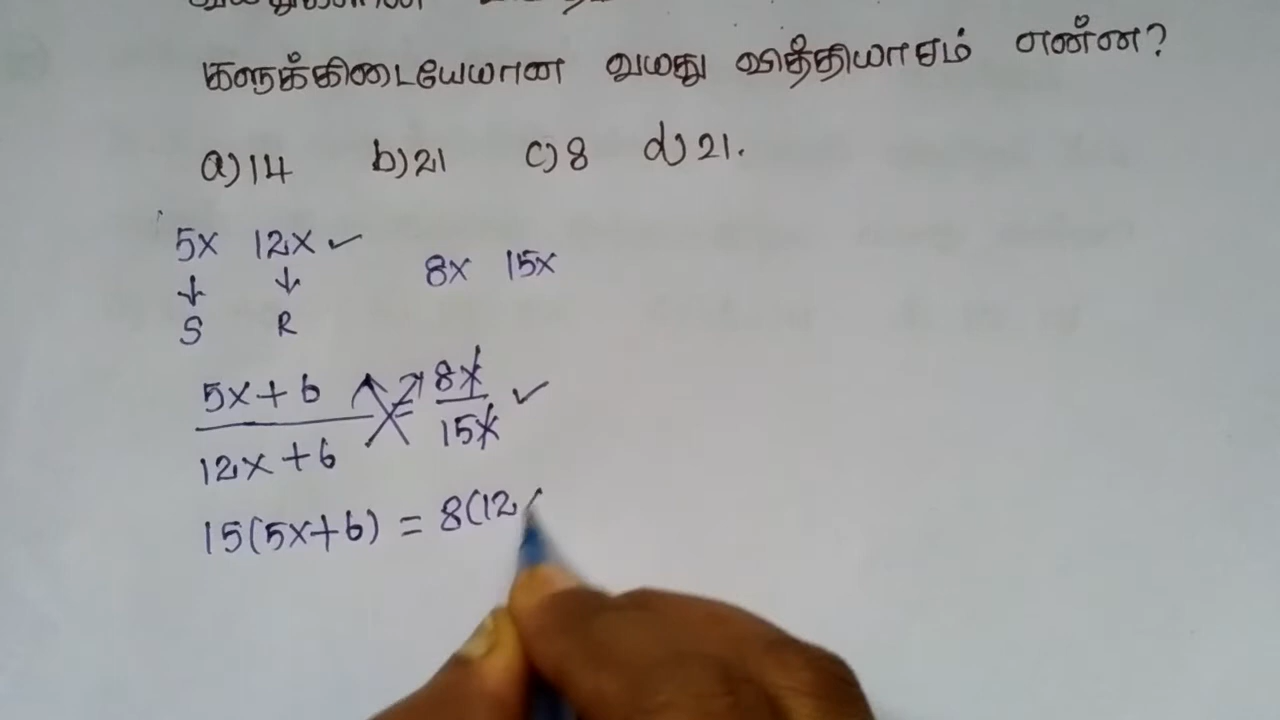 களுக்கிடையேயான வயது வித்தியாசம் என்ன?
a) 14 b) 21 c) 8 d) 21.
5x 12x ✓ 8x 15x
↓ ↓
S R
5x+6 / 12x+6 = 8x / 15x ✓
15(5x+6) = 8(12